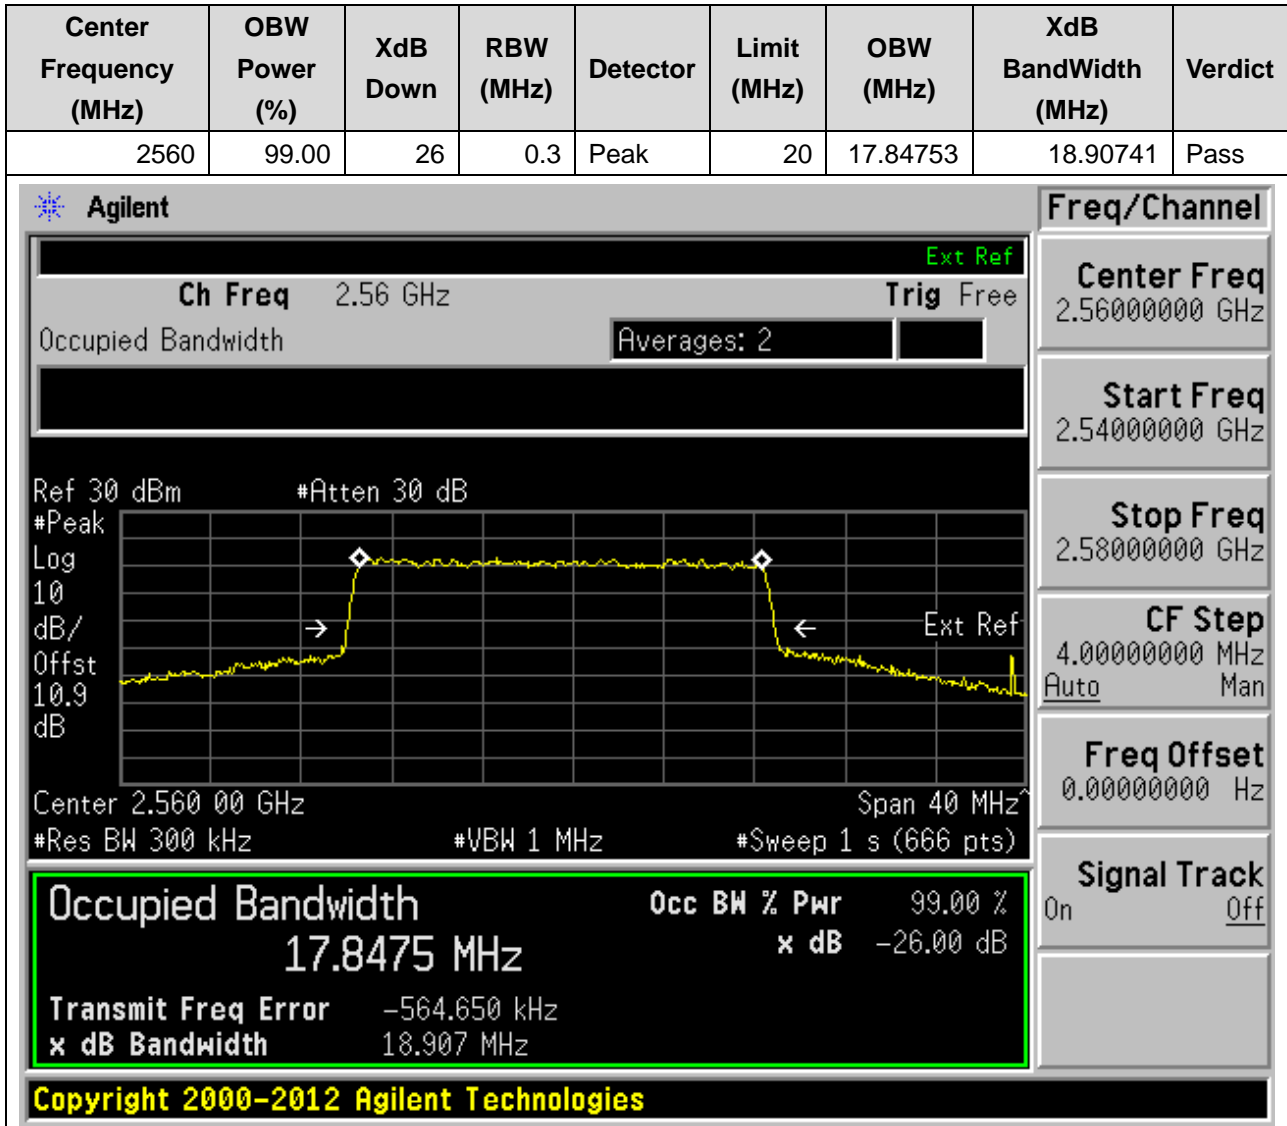 Center Frequency (MHz) OBW Power (%) XdB Down RBW (MHz) Detector Limit (MHz) OBW (MHz) XdB BandWidth (MHz) Verdict
2560 99.00 26 0.3 Peak 20 17.84753 18.90741 Pass
Agilent
Freq/Channel
Ext Ref
Ch Freq 2.56 GHz Trig Free
Occupied Bandwidth Averages: 2
Center Freq
2.56000000 GHz
Start Freq
2.54000000 GHz
Stop Freq
2.58000000 GHz
CF Step
4.00000000 MHz
Auto Man
Freq Offset
0.00000000 Hz
Signal Track
On Off
Ref 30 dBm #Atten 30 dB
#Peak
Log
10
dB/
Offst
10.9
dB
Ext Ref
Center 2.560 00 GHz Span 40 MHz^
#Res BW 300 kHz #VBW 1 MHz #Sweep 1 s (666 pts)
Occupied Bandwidth
17.8475 MHz
Occ BW % Pwr 99.00 %
x dB -26.00 dB
Transmit Freq Error -564.650 kHz
x dB Bandwidth 18.907 MHz
Copyright 2000-2012 Agilent Technologies